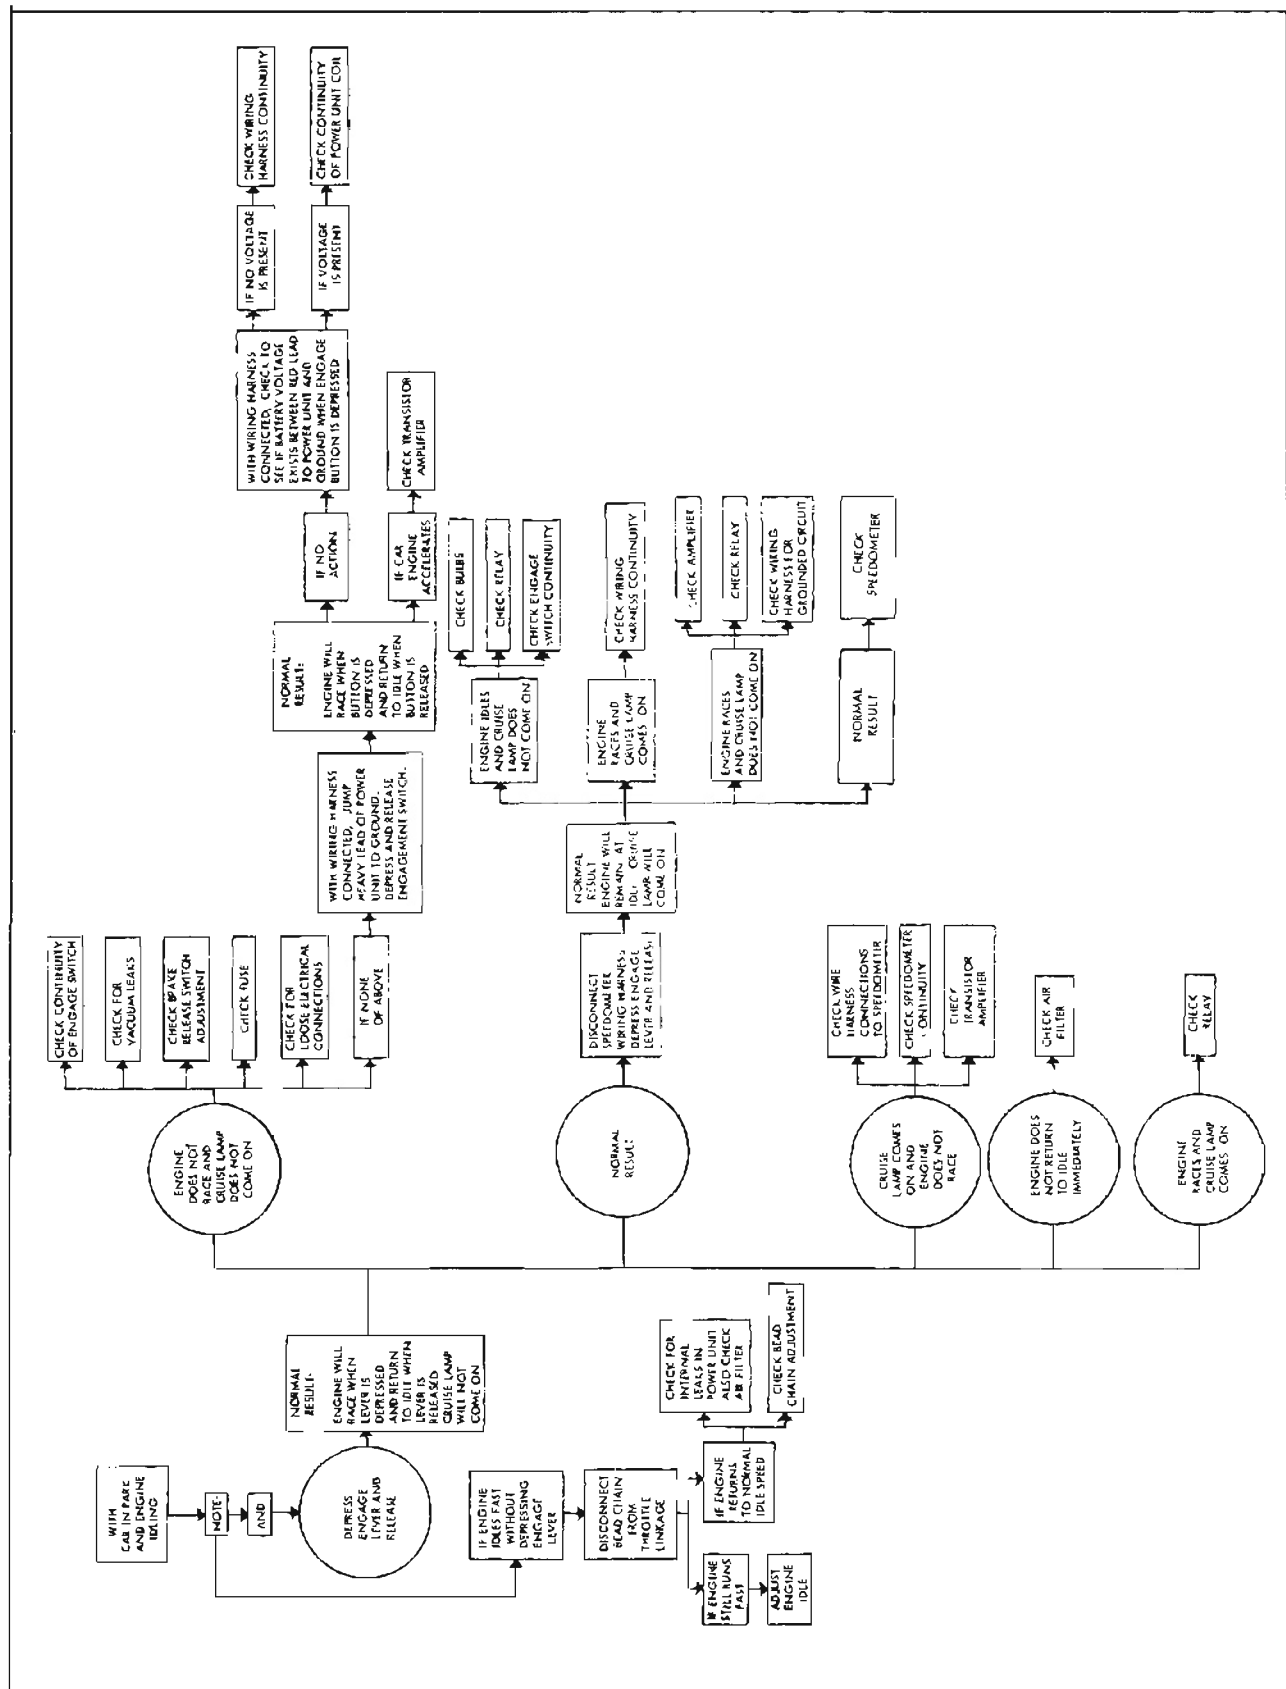 WITH
CAR IN PARK
AND ENGINE
IDLING
NOTE-
AND
DEPRESS
ENGAGE
LEVER AND
RELEASE
NORMAL
RESULT-
ENGINE WILL
RACE WHEN
LEVER IS
DEPRESSED
AND RETURN
TO IDLE WHEN
LEVER IS
RELEASED
CRUISE LAMP
WILL NOT
COME ON
IF ENGINE
IDLES FAST
WITHOUT
DEPRESSING
ENGAGE
LEVER
DISCONNECT
BEAD CHAIN
FROM
THROTTLE
LINKAGE
IF ENGINE
STILL RUNS
FAST
ADJUST
ENGINE
IDLE
IF ENGINE
RETURNS
TO NORMAL
IDLE SPEED
CHECK FOR
INTERNAL
LEAKS IN
POWER UNIT
ALSO CHECK
AIR FILTER
CHECK BEAD
CHAIN ADJUSTMENT
ENGINE
DOES NOT
RACE AND
CRUISE LAMP
DOES NOT
COME ON
CHECK CONTINUITY
OF ENGAGE SWITCH
CHECK FOR
VACUUM LEAKS
CHECK BRAKE
RELEASE SWITCH
ADJUSTMENT
CHECK FUSE
CHECK FOR
LOOSE ELECTRICAL
CONNECTIONS
IF NONE
OF ABOVE
WITH WIRING HARNESS
CONNECTED, JUMP
HEAVY LEAD OF POWER
UNIT TO GROUND.
DEPRESS AND RELEASE
ENGAGEMENT SWITCH.
NORMAL
RESULT:
ENGINE WILL
RACE WHEN
BUTTON IS
DEPRESSED
AND RETURN
TO IDLE WHEN
BUTTON IS
RELEASED
IF NO
ACTION
WITH WIRING HARNESS
CONNECTED, CHECK TO
SEE IF BATTERY VOLTAGE
EXISTS BETWEEN RED LEAD
TO POWER UNIT AND
GROUND WHEN ENGAGE
BUTTON IS DEPRESSED
IF NO VOLTAGE
IS PRESENT
CHECK WIRING
HARNESS CONTINUITY
IF VOLTAGE
IS PRESENT
CHECK CONTINUITY
OF POWER UNIT COIL
IF CAR
ENGINE
ACCELERATES
CHECK TRANSISTOR
AMPLIFIER
NORMAL
RESULT
DISCONNECT
SPEEDOMETER
WIRING HARNESS
DEPRESS ENGAGE
LEVER AND RELEASE
NORMAL
RESULT
ENGINE WILL
REMAIN AT
IDLE CRUISE
LAMP WILL
COME ON
ENGINE IDLES
AND CRUISE
LAMP DOES
NOT COME ON
CHECK BULBS
CHECK RELAY
CHECK ENGAGE
SWITCH CONTINUITY
ENGINE
RACES AND
CRUISE LAMP
COMES ON
CHECK WIRING
HARNESS CONTINUITY
ENGINE RACES
AND CRUISE LAMP
DOES NOT COME ON
CHECK AMPLIFIER
CHECK RELAY
CHECK WIRING
HARNESS FOR
GROUNDED CIRCUIT
NORMAL
RESULT
CHECK
SPEEDOMETER
CRUISE
LAMP COMES
ON AND
ENGINE
DOES NOT
RACE
CHECK WIRE
HARNESS
CONNECTIONS
TO SPEEDOMETER
CHECK SPEEDOMETER
CONTINUITY
CHECK
TRANSISTOR
AMPLIFIER
ENGINE DOES
NOT RETURN
TO IDLE
IMMEDIATELY
CHECK AIR
FILTER
ENGINE
RACES AND
CRUISE LAMP
COMES ON
CHECK
RELAY